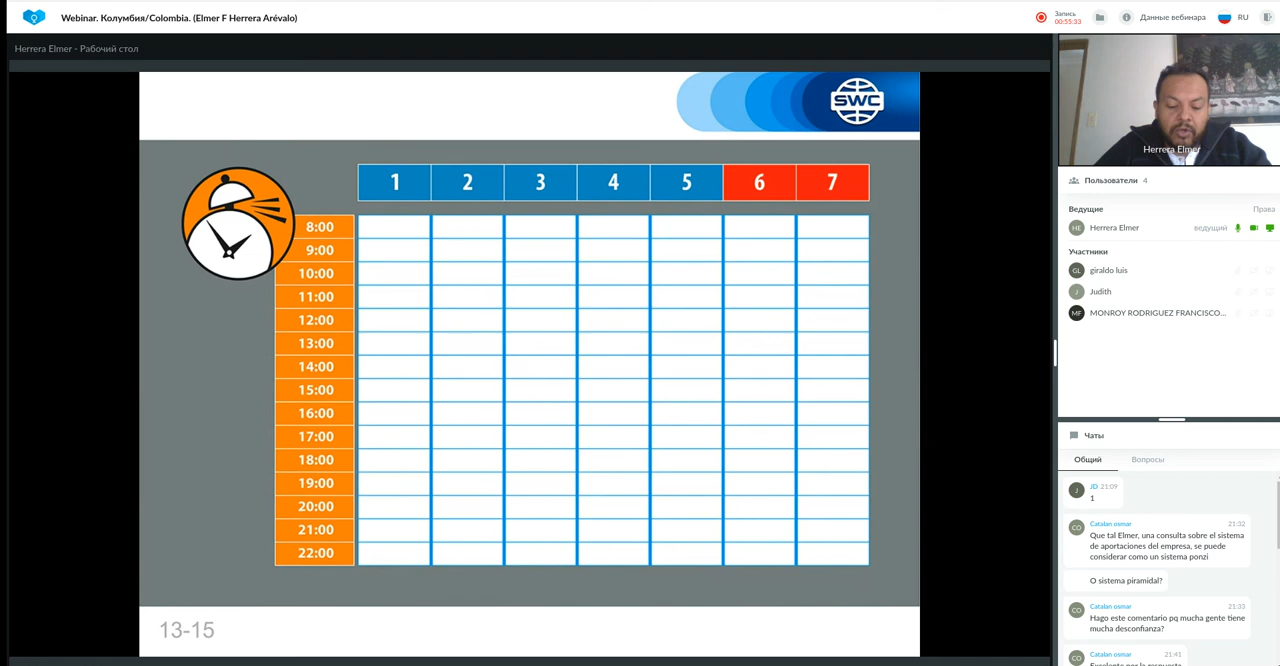 Webinar. Колумбия/Colombia. (Elmer F Herrera Arévalo)
Запись
00:55:33
Данные вебинара
RU
Herrera Elmer - Рабочий стол
SWC
1 2 3 4 5 6 7
8:00
9:00
10:00
11:00
12:00
13:00
14:00
15:00
16:00
17:00
18:00
19:00
20:00
21:00
22:00
13-15
Herrera Elmer
Пользователи 4
Ведущие Права
HE Herrera Elmer ведущий
Участники
GL giraldo luis
J Judith
MF MONROY RODRIGUEZ FRANCISCO...
Чаты
Общий Вопросы
J JD 21:09
1
CO Catalan osmar 21:32
Que tal Elmer, una consulta sobre el sistema
de aportaciones del empresa, se puede
considerar como un sistema ponzi
O sistema piramidal?
CO Catalan osmar 21:33
Hago este comentario pq mucha gente tiene
mucha desconfianza?
CO Catalan osmar 21:41